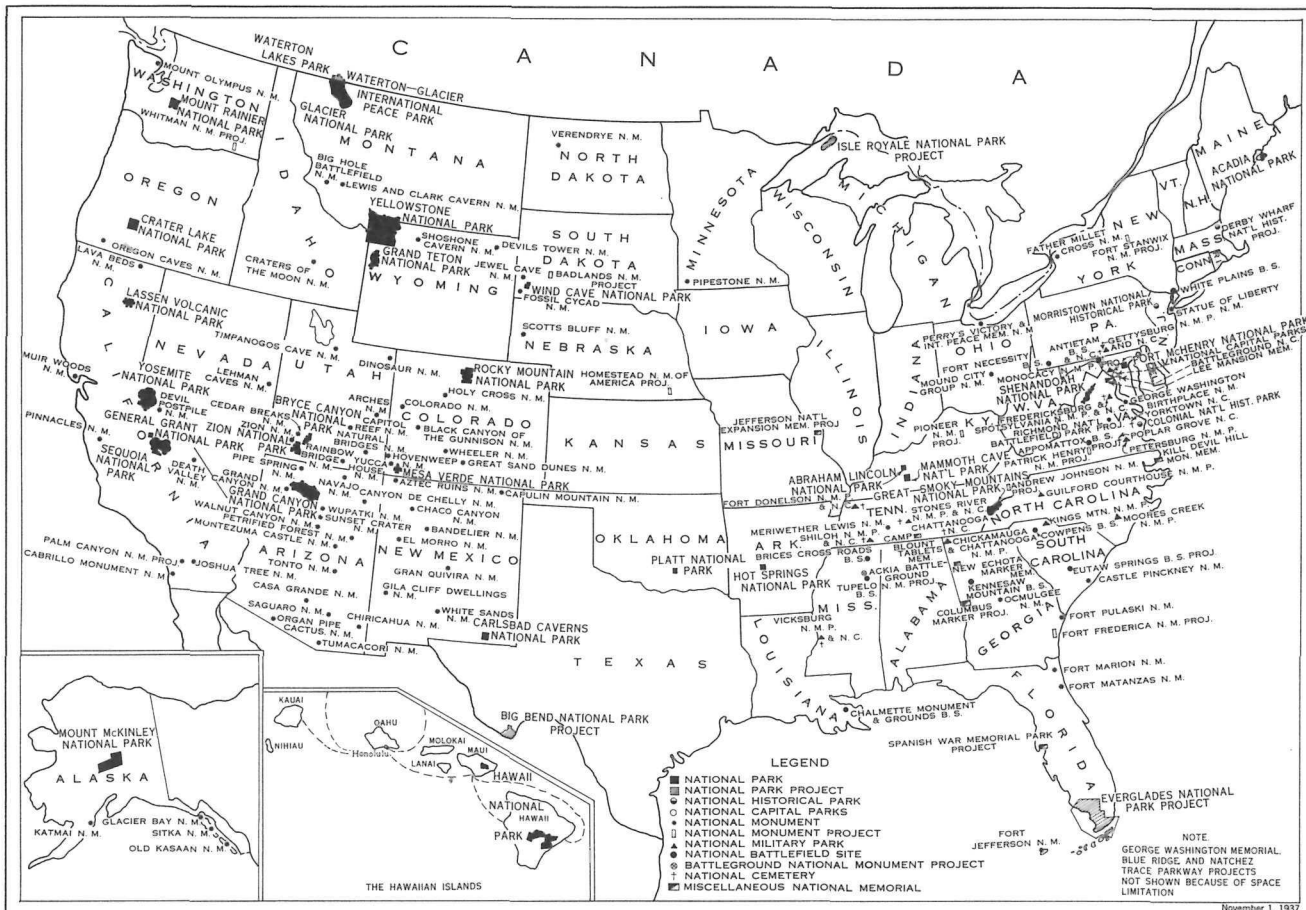 CANADA
WATERTON
LAKES PARK
WATERTON—GLACIER
INTERNATIONAL
PEACE PARK
MOUNT OLYMPUS N. M.
WASHINGTON
MOUNT RAINIER
NATIONAL PARK
WHITMAN N. M. PROJ.
GLACIER
NATIONAL PARK
MONTANA
BIG HOLE
BATTLEFIELD
N. M.
LEWIS AND CLARK CAVERN N. M.
VERENDRYE N. M.
NORTH
DAKOTA
ISLE ROYALE NATIONAL PARK
PROJECT
MAINE
ACADIA
NATIONAL PARK
VT.
N.H.
OREGON
CRATER LAKE
NATIONAL PARK
OREGON CAVES N. M.
LAVA BEDS
N. M.
IDAHO
CRATERS OF
THE MOON N. M.
YELLOWSTONE
NATIONAL PARK
SHOSHONE
CAVERN N. M.
GRAND TETON
NATIONAL PARK
WYOMING
DEVILS TOWER N. M.
SOUTH
DAKOTA
JEWEL CAVE
N. M.
BADLANDS N. M.
PROJECT
WIND CAVE NATIONAL PARK
FOSSIL CYCAD
N. M.
MINNESOTA
PIPESTONE N. M.
WISCONSIN
MICHIGAN
FATHER MILLET
CROSS N. M.
FORT STANWIX
N. M. PROJ.
NEW
YORK
DERBY WHARF
NAT'L HIST.
PROJ.
MASS.
CONN.
WHITE PLAINS B. S.
STATUE OF LIBERTY
N. M.
MORRISTOWN NATIONAL
HISTORICAL PARK
PA.
LASSEN VOLCANIC
NATIONAL PARK
CALIFORNIA
NEVADA
UTAH
TIMPANOGOS CAVE N. M.
LEHMAN
CAVES N. M.
DINOSAUR N. M.
SCOTTS BLUFF N. M.
NEBRASKA
IOWA
ROCKY MOUNTAIN
NATIONAL PARK
HOMESTEAD N. M. OF
AMERICA PROJ.
HOLY CROSS N. M.
ILLINOIS
INDIANA
OHIO
PERRY'S VICTORY &
INT. PEACE MEM. N M
FORT NECESSITY
B. S.
MOUND CITY
GROUP N. M.
ANTIETAM
B. S.
& N. C.
GETTYSBURG N. M. P.
AND N. C.
FORT MCHENRY NATIONAL PARK
NATIONAL CAPITAL PARKS
BATTLEGROUND N. C.
LEE MANSION MEM.
MONOCACY N. M. P.
SHENANDOAH
W. VA.
GEORGE WASHINGTON
BIRTHPLACE N. M.
FREDERICKSBURG &
SPOTSYLVANIA N. M. P. & N. C.
YORKTOWN N. C.
COLONIAL NAT'L HIST. PARK
RICHMOND NAT'L
BATTLEFIELD PARK PROJ.
APPOMATTOX B. S.
POPLAR GROVE N. C.
PATRICK HENRY
N. M. PROJ.
PETERSBURG N. M. P.
KILL DEVIL HILL
MON. MEM.
MUIR WOODS
N. M.
YOSEMITE
NATIONAL PARK
DEVIL
POSTPILE
N. M.
PINNACLES N. M.
GENERAL GRANT
NATIONAL PARK
SEQUOIA
NATIONAL
PARK
DEATH
VALLEY N. M.
CEDAR BREAKS
N. M.
ZION
N. M.
ZION NATIONAL
PARK
BRYCE CANYON
NATIONAL
PARK
ARCHES
N. M.
CAPITOL
REEF N. M.
NATURAL
BRIDGES N. M.
RAINBOW
BRIDGE
N. M.
PIPE SPRING
N. M.
GRAND
CANYON N. M.
GRAND CANYON
NATIONAL PARK
COLORADO N. M.
COLORADO
BLACK CANYON OF
THE GUNNISON N. M.
WHEELER N. M.
YUCCA
HOUSE
N. M.
HOVENWEEP
N. M.
GREAT SAND DUNES N. M.
MESA VERDE NATIONAL PARK
AZTEC RUINS N. M.
CAPULIN MOUNTAIN N. M.
NAVAJO
N. M.
CANYON DE CHELLY N. M.
CHACO CANYON
N. M.
WUPATKI N. M.
SUNSET CRATER
N. M.
WALNUT CANYON N. M.
PETRIFIED FOREST N. M.
MUNTEZUMA CASTLE N. M.
BANDELIER N. M.
EL MORRO N. M.
NEW MEXICO
ARIZONA
TONTO N. M.
GRAN QUIVIRA N. M.
GILA CLIFF DWELLINGS
N. M.
CASA GRANDE N. M.
SAGUARO N. M.
CHIRICAHUA N. M.
ORGAN PIPE
CACTUS N. M.
TUMACACORI N. M.
WHITE SANDS
N. M.
CARLSBAD CAVERNS
NATIONAL PARK
PALM CANYON N. M. PROJ.
CABRILLO MONUMENT N. M.
JOSHUA
TREE N. M.
KANSAS
MISSOURI
JEFFERSON NAT'L
EXPANSION MEM. PROJ.
OKLAHOMA
PLATT NATIONAL
PARK
ARK.
HOT SPRINGS
NATIONAL PARK
PIONEER
N. M.
PROJ.
KY.
MAMMOTH CAVE
NAT'L PARK
ABRAHAM LINCOLN
NATIONAL PARK
FORT DONELSON N. M. P.
& N. C.
GREAT SMOKY MOUNTAINS
NATIONAL PARK
TENN.
STONES RIVER
N. M. P. & N. C.
ANDREW JOHNSON N. M.
PROJ.
GUILFORD COURTHOUSE N. M. P.
NORTH CAROLINA
MERIWETHER LEWIS N. M.
SHILOH N. M. P.
& N. C.
CHATTANOOGA
N. C.
CAMP BLOUNT
TABLETS
MEM.
CHICKAMAUGA
& CHATTANOOGA
N. M. P.
KINGS MTN. N. M. P.
COWPENS B. S.
MOORES CREEK
N. M. P.
BRICES CROSS ROADS
B. S.
ACKIA BATTLE-
GROUND
N. M. PROJ.
TUPELO
B. S.
NEW ECHOTA
MARKER
MEM.
KENNESAW
MOUNTAIN B. S.
OCMULGEE
N. M.
COLUMBUS
MARKER PROJ.
SOUTH
CAROLINA
EUTAW SPRINGS B. S. PROJ.
CASTLE PINCKNEY N. M.
FORT PULASKI N. M.
FORT FREDERICA N. M. PROJ.
MISS.
ALABAMA
GEORGIA
VICKSBURG
N. M. P.
& N. C.
LOUISIANA
TEXAS
FORT MARION N. M.
FORT MATANZAS N. M.
CHALMETTE MONUMENT
& GROUNDS B. S.
FLORIDA
SPANISH WAR MEMORIAL PARK
PROJECT
EVERGLADES NATIONAL
PARK PROJECT
FORT
JEFFERSON N. M.
BIG BEND NATIONAL PARK
PROJECT
MOUNT McKINLEY
NATIONAL PARK
ALASKA
GLACIER BAY N. M.
KATMAI N. M.
SITKA N. M.
OLD KASAAN N. M.
KAUAI
NIHIAU
OAHU
Honolulu
MOLOKAI
LANAI
MAUI
HAWAII
NATIONAL
HAWAII
PARK
THE HAWAIIAN ISLANDS
LEGEND
NATIONAL PARK
NATIONAL PARK PROJECT
NATIONAL HISTORICAL PARK
NATIONAL CAPITAL PARKS
NATIONAL MONUMENT
NATIONAL MONUMENT PROJECT
NATIONAL MILITARY PARK
NATIONAL BATTLEFIELD SITE
BATTLEGROUND NATIONAL MONUMENT PROJECT
NATIONAL CEMETERY
MISCELLANEOUS NATIONAL MEMORIAL
NOTE.
GEORGE WASHINGTON MEMORIAL,
BLUE RIDGE AND NATCHEZ
TRACE PARKWAY PROJECTS
NOT SHOWN BECAUSE OF SPACE
LIMITATION
November 1, 1937